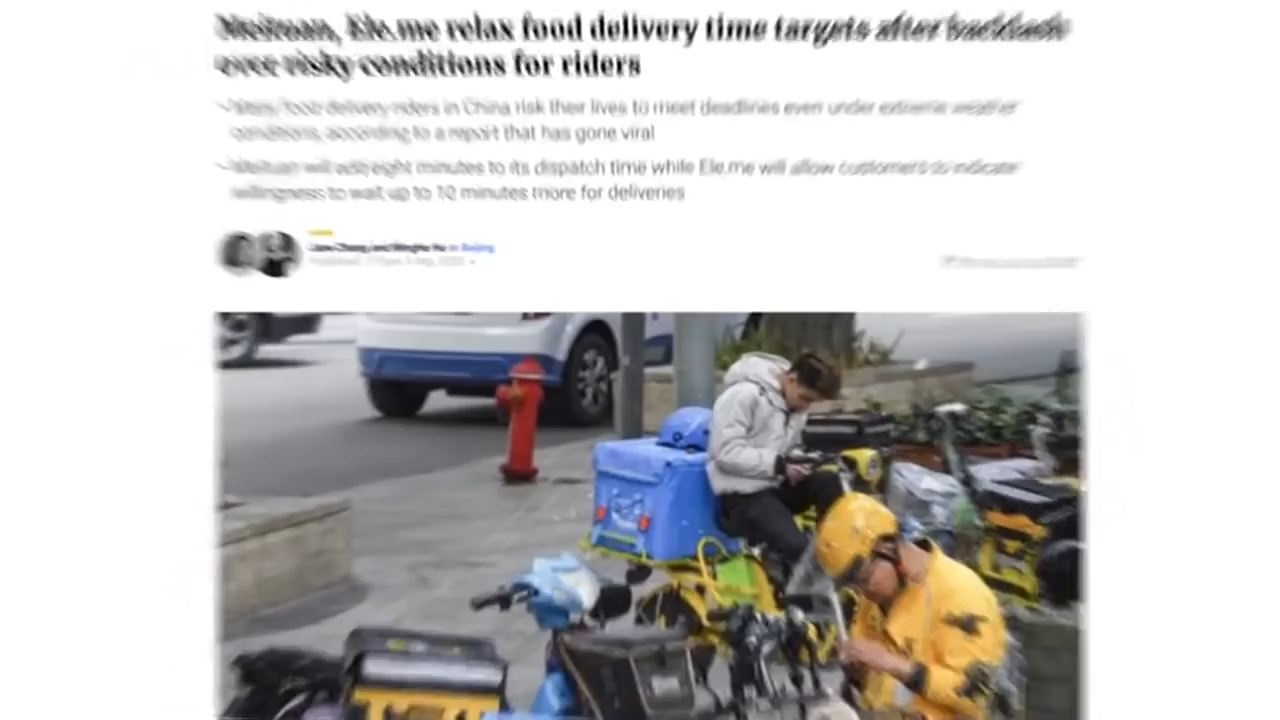 Meituan, Ele.me relax food delivery time targets after backlash
over risky conditions for riders
Many food delivery riders in China risk their lives to meet deadlines even under extreme weather
conditions, according to a report that has gone viral
Meituan will add eight minutes to its dispatch time while Ele.me will allow customers to indicate
willingness to wait up to 10 minutes more for deliveries
in Beijing